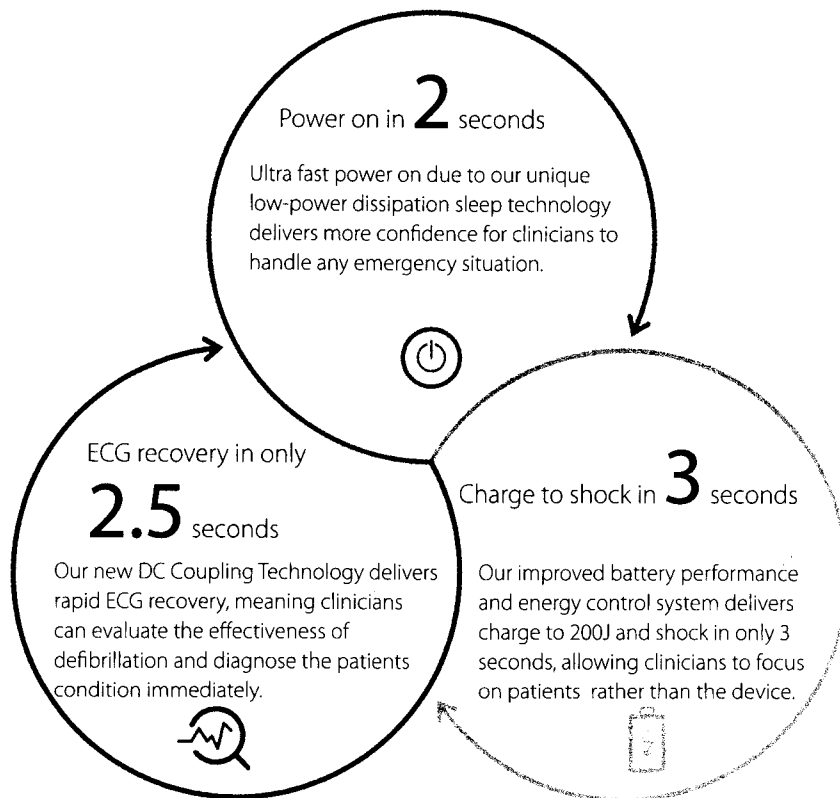 Power on in 2 seconds
Ultra fast power on due to our unique
low-power dissipation sleep technology
delivers more confidence for clinicians to
handle any emergency situation.
ECG recovery in only
2.5 seconds
Our new DC Coupling Technology delivers
rapid ECG recovery, meaning clinicians
can evaluate the effectiveness of
defibrillation and diagnose the patients
condition immediately.
Charge to shock in 3 seconds
Our improved battery performance
and energy control system delivers
charge to 200J and shock in only 3
seconds, allowing clinicians to focus
on patients rather than the device.